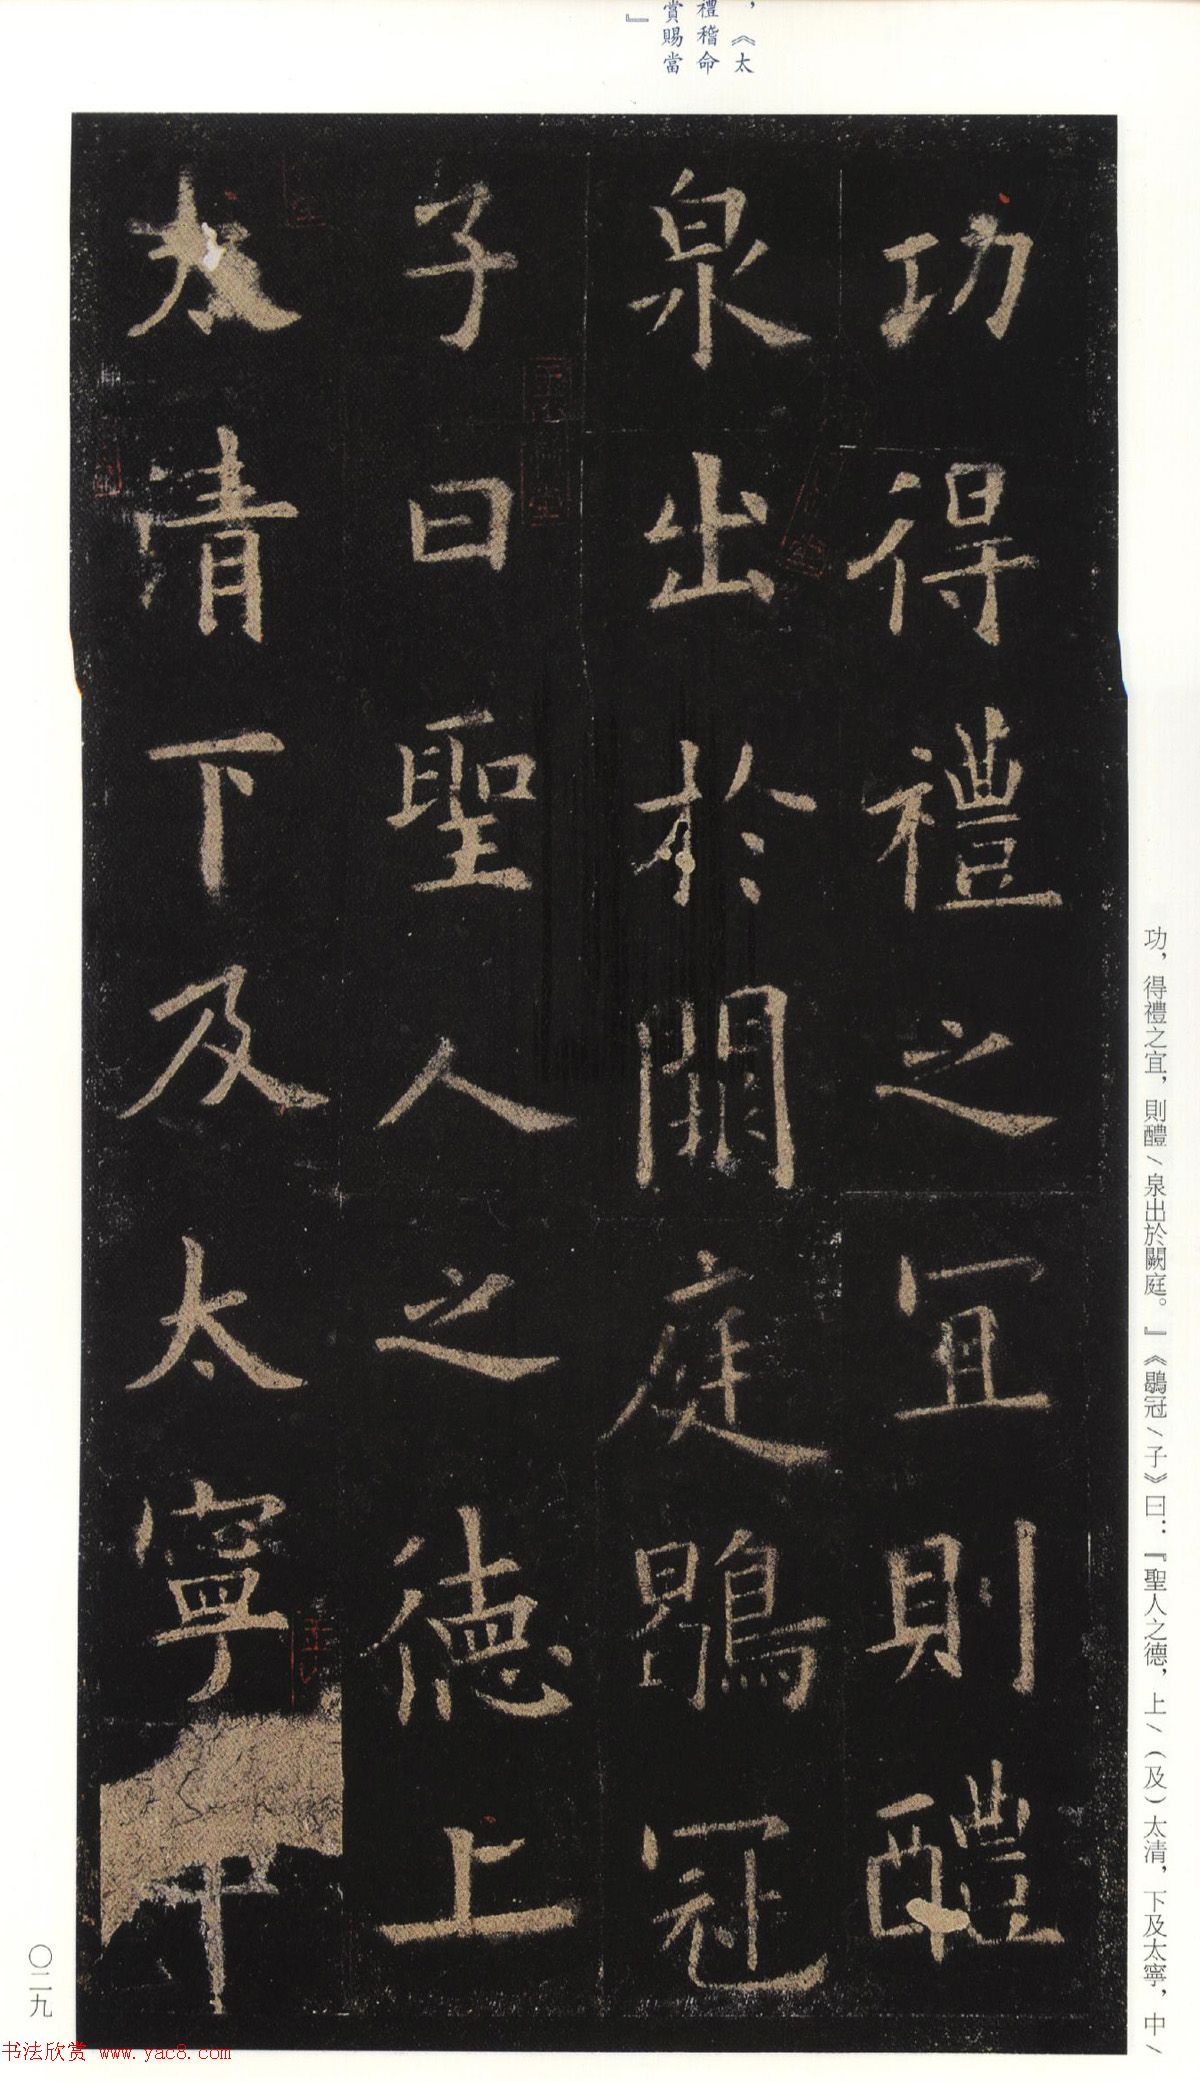 ，《太
禮稽命
賞賜當
』
功得禮之宜則醴
泉出於闕庭鶡冠
子曰聖人之德上
太清下及太寧中
功，得禮之宜，則醴/泉出於闕庭。』《鶡冠/子》曰：『聖人之德，上/（及）太清，下及太寧，中/
〇二九
书法欣赏 www.yac8.com